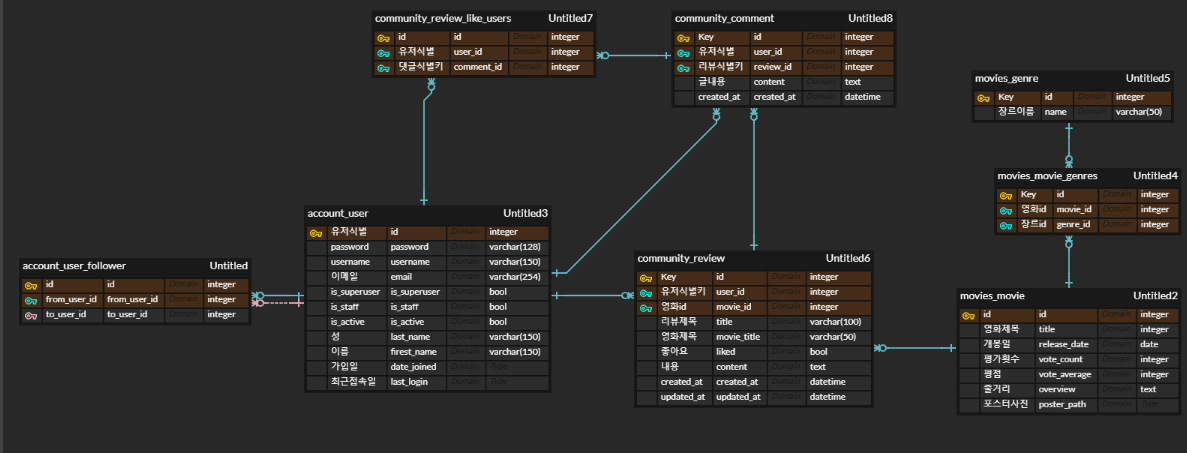 community_review_like_users Untitled7
id id Domain integer
유저식별 user_id Domain integer
댓글식별키 comment_id Domain integer
community_comment Untitled8
Key id Domain integer
유저식별 user_id Domain integer
리뷰식별키 review_id Domain integer
글내용 content Domain text
created_at created_at Domain datetime
movies_genre Untitled5
Key id Domain integer
장르이름 name Domain varchar(50)
movies_movie_genres Untitled4
Key id Domain integer
영화id movie_id Domain integer
장르id genre_id Domain integer
account_user Untitled3
유저식별 id Domain integer
password password Domain varchar(128)
username username Domain varchar(150)
이메일 email Domain varchar(254)
is_superuser is_superuser Domain bool
is_staff is_staff Domain bool
is_active is_active Domain bool
성 last_name Domain varchar(150)
이름 firest_name Domain varchar(150)
가입일 date_joined Domain Type
최근접속일 last_login Domain Type
account_user_follower Untitled
id id Domain integer
from_user_id from_user_id Domain integer
to_user_id to_user_id Domain integer
community_review Untitled6
Key id Domain integer
유저식별키 user_id Domain integer
영화id movie_id Domain integer
리뷰제목 title Domain varchar(100)
영화제목 movie_title Domain varchar(50)
좋아요 liked Domain bool
내용 content Domain text
created_at created_at Domain datetime
updated_at updated_at Domain datetime
movies_movie Untitled2
id id Domain integer
영화제목 title Domain integer
개봉일 release_date Domain date
평가횟수 vote_count Domain integer
평점 vote_average Domain integer
줄거리 overview Domain text
포스터사진 poster_path Domain Type